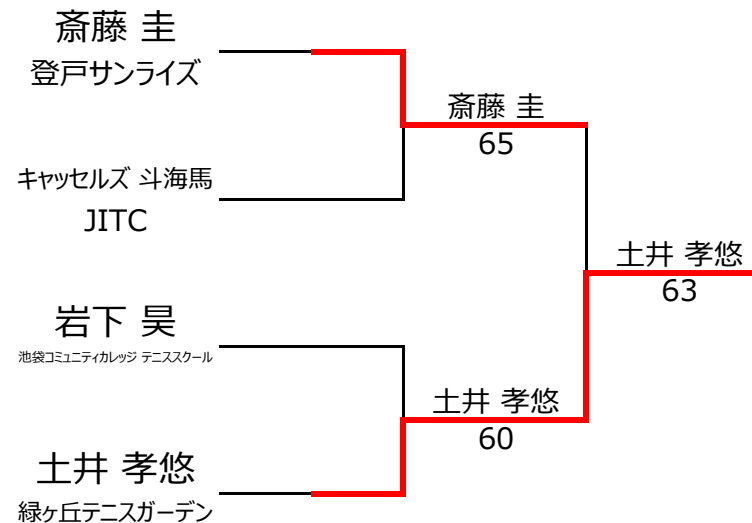 斎藤 圭
登戸サンライズ
斎藤 圭
65
キャッセルズ 斗海馬
JITC
土井 孝悠
63
岩下 昊
池袋コミュニティカレッジ テニススクール
土井 孝悠
60
土井 孝悠
緑ヶ丘テニスガーデン